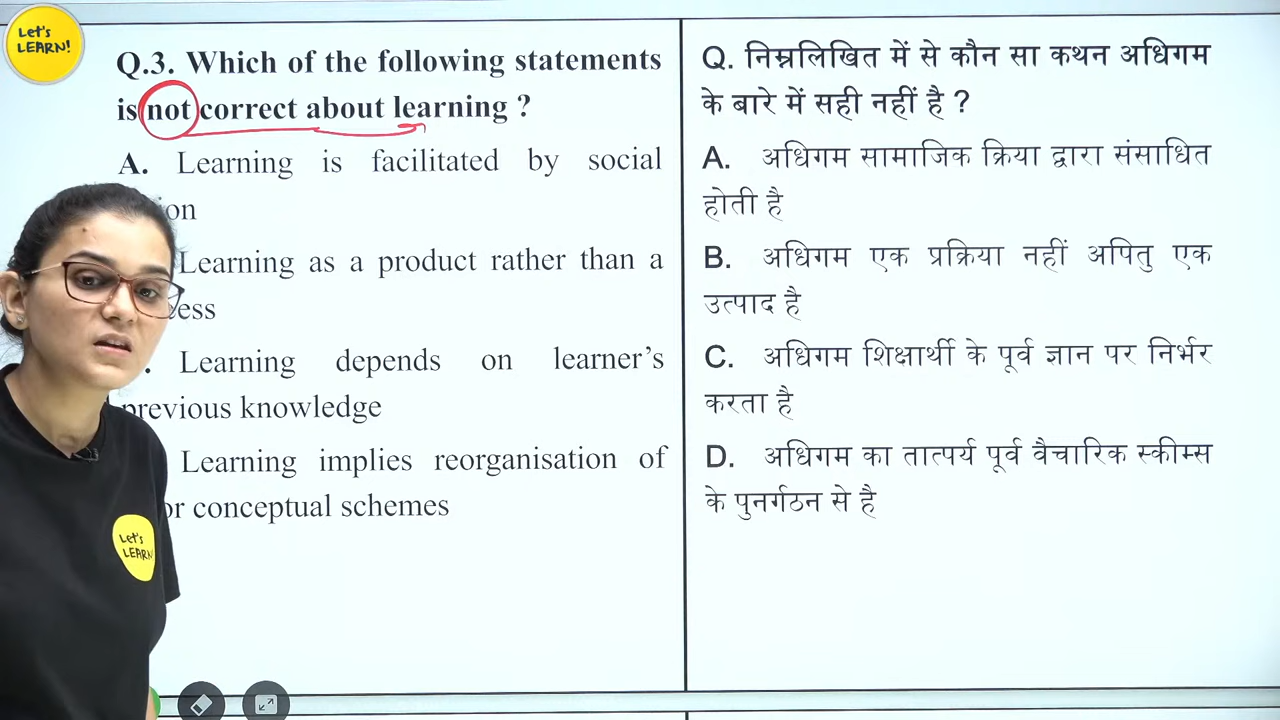 Let's
LEARN!
Q.3. Which of the following statements
is not correct about learning ?
A. Learning is facilitated by social
ion
Learning as a product rather than a
ess
Learning depends on learner's
previous knowledge
Learning implies reorganisation of
or conceptual schemes
Q. निम्नलिखित में से कौन सा कथन अधिगम
के बारे में सही नहीं है ?
A. अधिगम सामाजिक क्रिया द्वारा संसाधित
होती है
B. अधिगम एक प्रक्रिया नहीं अपितु एक
उत्पाद है
C. अधिगम शिक्षार्थी के पूर्व ज्ञान पर निर्भर
करता है
D. अधिगम का तात्पर्य पूर्व वैचारिक स्कीम्स
के पुनर्गठन से है
Let's
LEARN